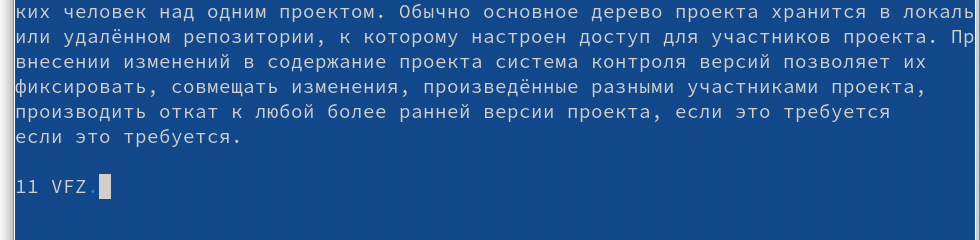 ких человек над одним проектом. Обычно основное дерево проекта хранится в локаль
или удалённом репозитории, к которому настроен доступ для участников проекта. Пр
внесении изменений в содержание проекта система контроля версий позволяет их
фиксировать, совмещать изменения, произведённые разными участниками проекта,
производить откат к любой более ранней версии проекта, если это требуется
если это требуется.
11 VFZ.